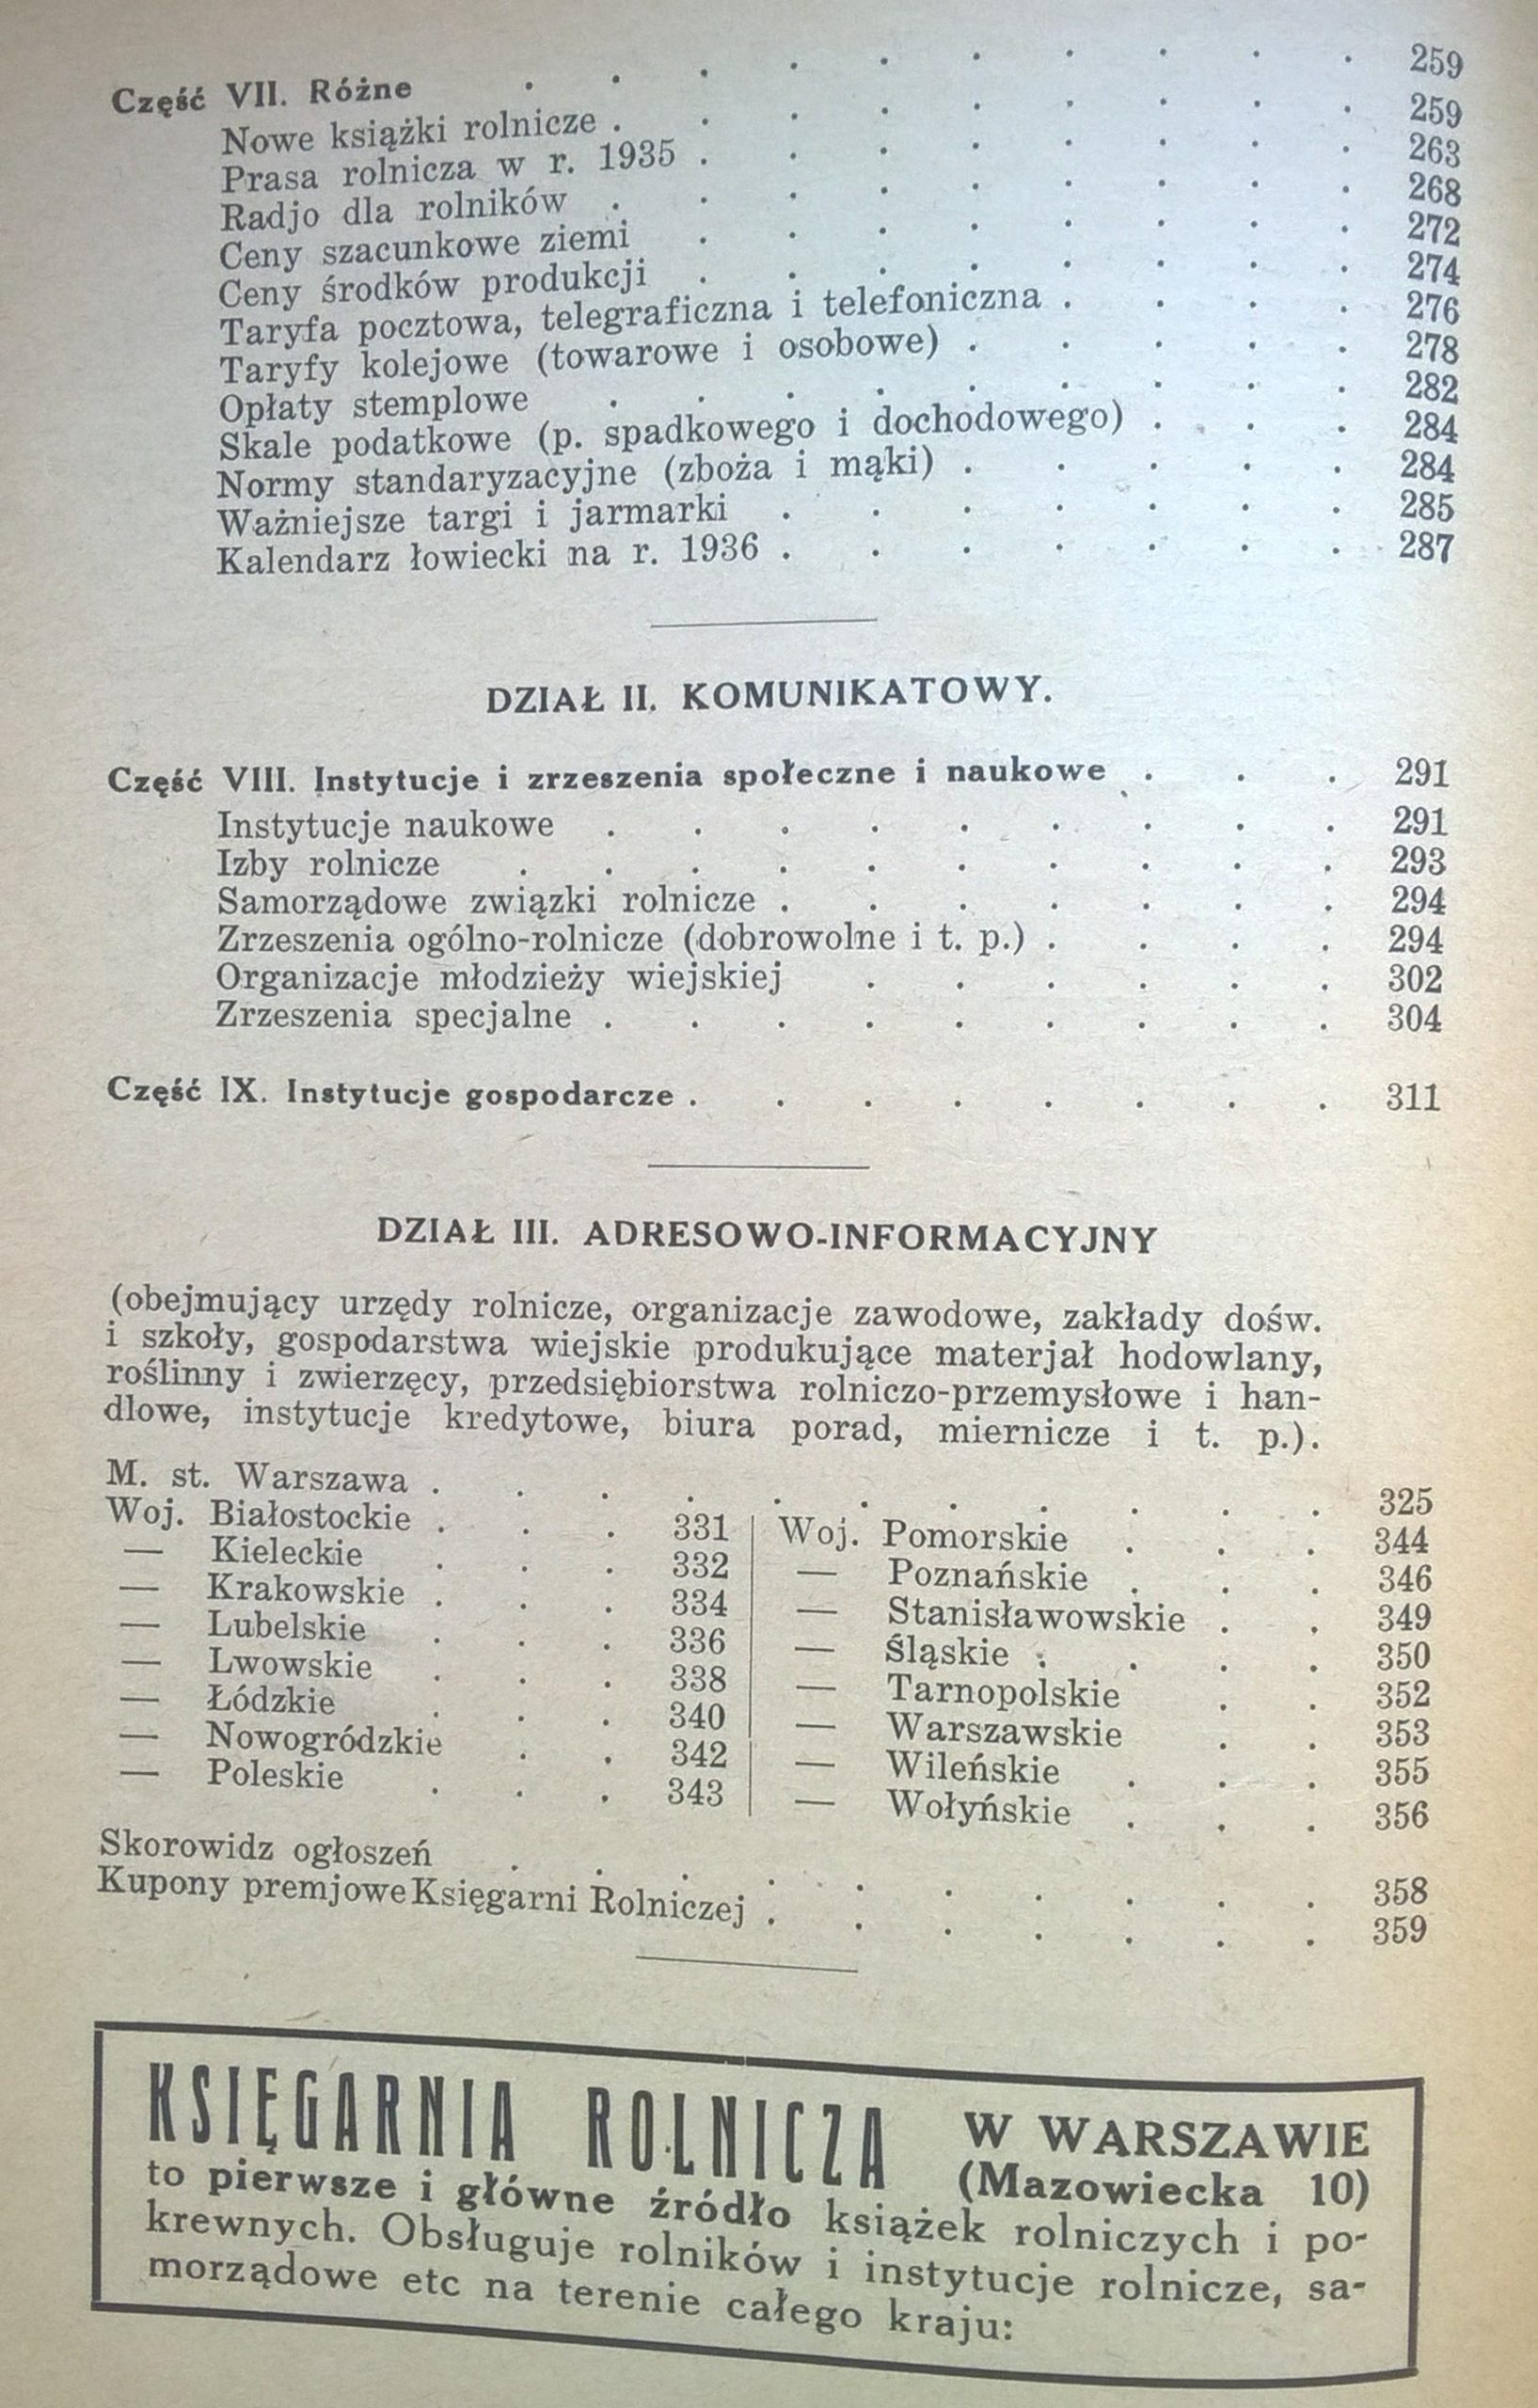 Część VII. Różne . . . . . . . . . . 259
Nowe książki rolnicze . . . . . . . . . 259
Prasa rolnicza w r. 1935 . . . . . . . . 263
Radjo dla rolników . . . . . . . . . 268
Ceny szacunkowe ziemi . . . . . . . . 272
Ceny środków produkcji . . . . . . . . 274
Taryfa pocztowa, telegraficzna i telefoniczna . . . . 276
Taryfy kolejowe (towarowe i osobowe) . . . . . 278
Opłaty stemplowe . . . . . . . . . 282
Skale podatkowe (p. spadkowego i dochodowego) . . . 284
Normy standaryzacyjne (zboża i mąki) . . . . . 284
Ważniejsze targi i jarmarki . . . . . . . 285
Kalendarz łowiecki na r. 1936 . . . . . . . 287
DZIAŁ II. KOMUNIKATOWY.
Część VIII. Instytucje i zrzeszenia społeczne i naukowe . . . 291
Instytucje naukowe . . . . . . . . . 291
Izby rolnicze . . . . . . . . . . 293
Samorządowe związki rolnicze . . . . . . . 294
Zrzeszenia ogólno-rolnicze (dobrowolne i t. p.) . . . . 294
Organizacje młodzieży wiejskiej . . . . . . 302
Zrzeszenia specjalne . . . . . . . . . 304
Część IX. Instytucje gospodarcze . . . . . . . . 311
DZIAŁ III. ADRESOWO-INFORMACYJNY
(obejmujący urzędy rolnicze, organizacje zawodowe, zakłady dośw.
i szkoły, gospodarstwa wiejskie produkujące materjał hodowlany,
roślinny i zwierzęcy, przedsiębiorstwa rolniczo-przemysłowe i han-
dlowe, instytucje kredytowe, biura porad, miernicze i t. p.).
M. st. Warszawa . . . . . . . . . . . 325
Woj. Białostockie . . . 331
— Kieleckie . . . 332
— Krakowskie . . . 334
— Lubelskie . . . 336
— Lwowskie . . . 338
— Łódzkie . . . 340
— Nowogródzkie . . 342
— Poleskie . . . 343
Woj. Pomorskie . . . 344
— Poznańskie . . . 346
— Stanisławowskie . . 349
— Śląskie . . . . 350
— Tarnopolskie . . 352
— Warszawskie . . 353
— Wileńskie . . . 355
— Wołyńskie . . . 356
Skorowidz ogłoszeń . . . . . . . . . . 358
Kupony premjowe Księgarni Rolniczej . . . . . . . 359
KSIĘGARNIA ROLNICZA W WARSZAWIE
(Mazowiecka 10)
to pierwsze i główne źródło książek rolniczych i po-
krewnych. Obsługuje rolników i instytucje rolnicze, sa-
morządowe etc na terenie całego kraju: